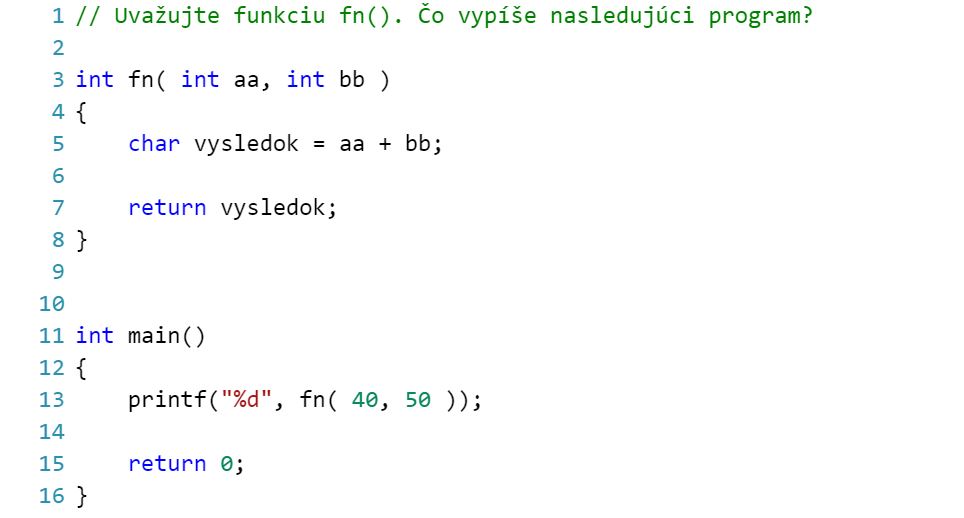 1 // Uvažujte funkciu fn(). Čo vypíše nasledujúci program?
2
3 int fn( int aa, int bb )
4 {
5     char vysledok = aa + bb;
6
7     return vysledok;
8 }
9
10
11 int main()
12 {
13     printf("%d", fn( 40, 50 ));
14
15     return 0;
16 }